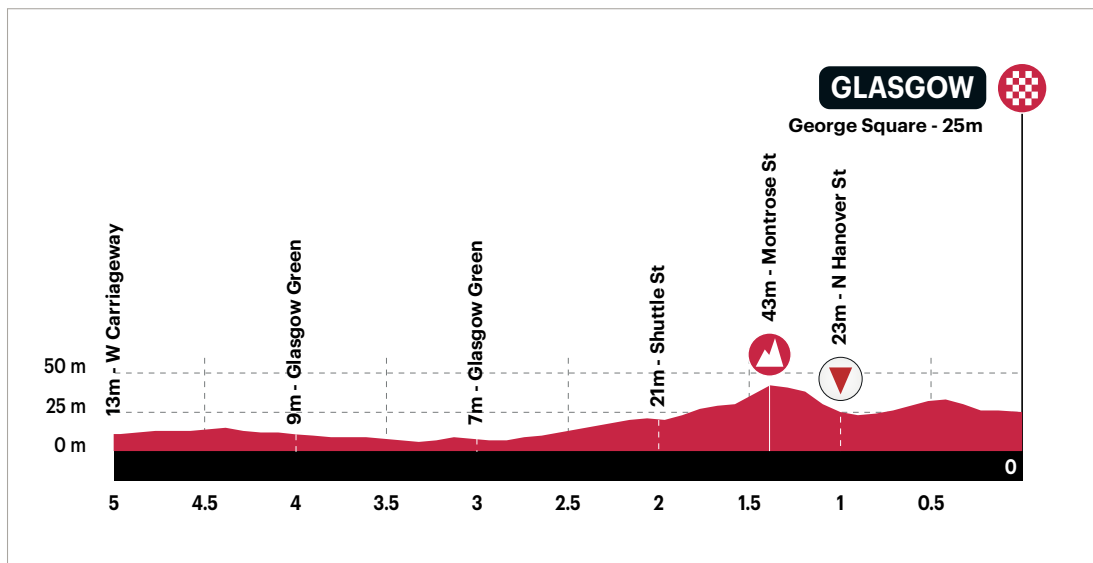 GLASGOW
George Square - 25m
13m - W Carriageway
9m - Glasgow Green
7m - Glasgow Green
21m - Shuttle St
43m - Montrose St
23m - N Hanover St
50 m
25 m
0 m
0
5 4.5 4 3.5 3 2.5 2 1.5 1 0.5